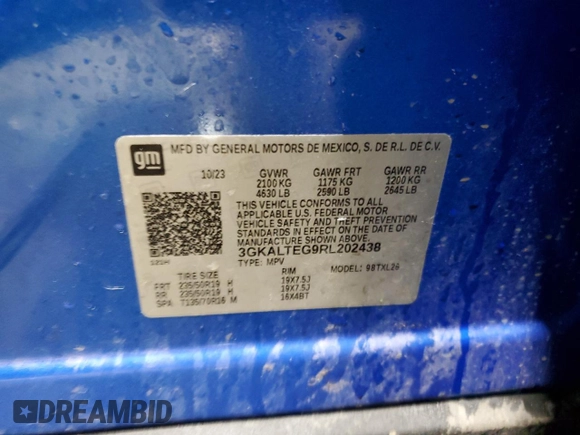 gm
MFD BY GENERAL MOTORS DE MEXICO, S. DE R.L. DE C.V.
10/23 GVWR GAWR FRT GAWR RR
2100 KG 1175 KG 1200 KG
4630 LB 2590 LB 2645 LB
THIS VEHICLE CONFORMS TO ALL
APPLICABLE U.S. FEDERAL MOTOR
VEHICLE SAFETY AND THEFT PREVENTION
STANDARDS IN EFFECT ON THE DATE OF
MANUFACTURE SHOWN ABOVE.
3GKALTEG9RL202438
TYPE: MPV MODEL: 98TXL26
TIRE SIZE RIM
FRT 235/50R19 H 19X7.5J
RR 235/50R19 H 19X7.5J
SPA T135/70R16 M 16X4BT
DREAMBID